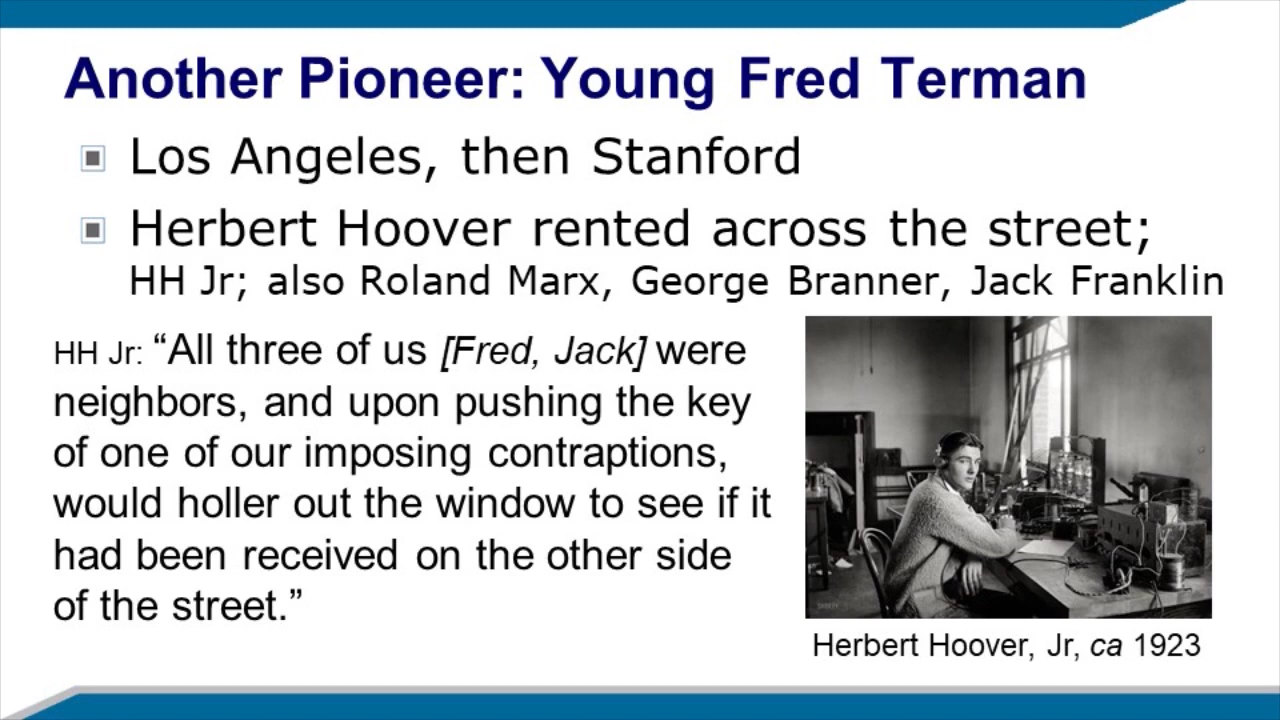 Another Pioneer: Young Fred Terman
Los Angeles, then Stanford
Herbert Hoover rented across the street;
HH Jr; also Roland Marx, George Branner, Jack Franklin
HH Jr: “All three of us [Fred, Jack] were
neighbors, and upon pushing the key
of one of our imposing contraptions,
would holler out the window to see if it
had been received on the other side
of the street.”
Herbert Hoover, Jr, ca 1923